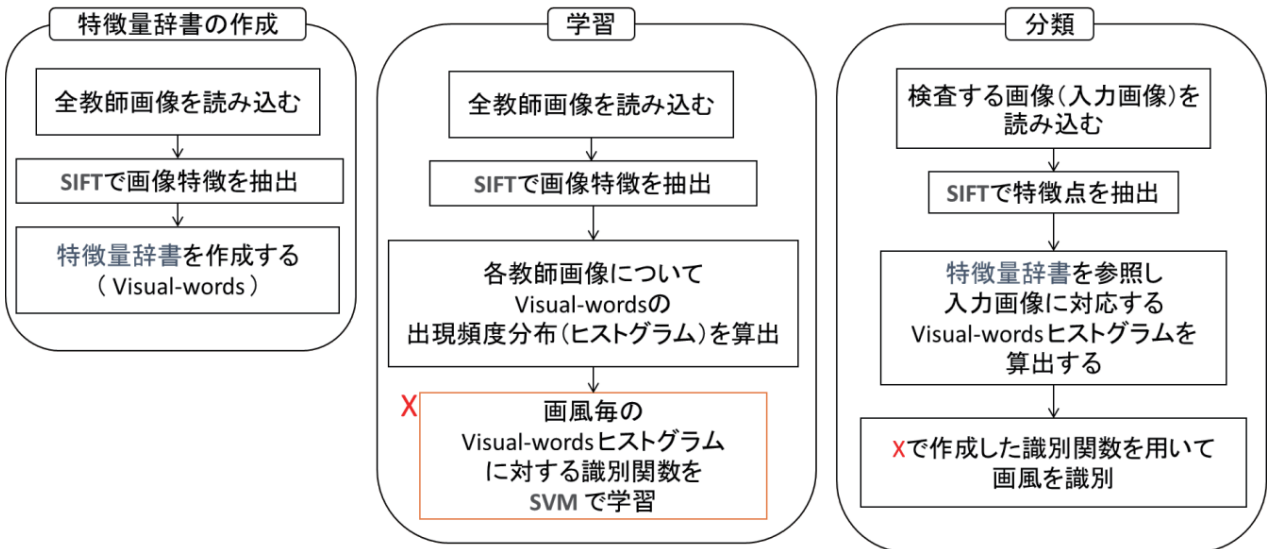 特徴量辞書の作成
全教師画像を読み込む
SIFTで画像特徴を抽出
特徴量辞書を作成する
（ Visual-words ）
学習
全教師画像を読み込む
SIFTで画像特徴を抽出
各教師画像について
Visual-wordsの
出現頻度分布（ヒストグラム）を算出
X
画風毎の
Visual-wordsヒストグラム
に対する識別関数を
SVM で学習
分類
検査する画像（入力画像）を
読み込む
SIFTで特徴点を抽出
特徴量辞書を参照し
入力画像に対応する
Visual-wordsヒストグラムを
算出する
Xで作成した識別関数を用いて
画風を識別